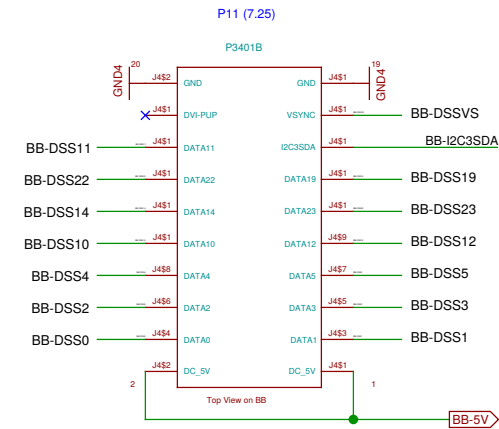 P11 (7.25)
P3401B
20 19
GND4 J4$2 GND GND J4$1 GND4
J4$1 DVI-PUP VSYNC J4$1 BB-DSSVS
BB-DSS11 J4$1 DATA11 I2C3SDA J4$1 BB-I2C3SDA
BB-DSS22 J4$1 DATA22 DATA19 J4$1 BB-DSS19
BB-DSS14 J4$1 DATA14 DATA23 J4$1 BB-DSS23
BB-DSS10 J4$1 DATA10 DATA12 J4$9 BB-DSS12
BB-DSS4 J4$8 DATA4 DATA5 J4$7 BB-DSS5
BB-DSS2 J4$6 DATA2 DATA3 J4$5 BB-DSS3
BB-DSS0 J4$4 DATA0 DATA1 J4$3 BB-DSS1
J4$2 DC_5V DC_5V J4$1
2 1
Top View on BB
BB-5V